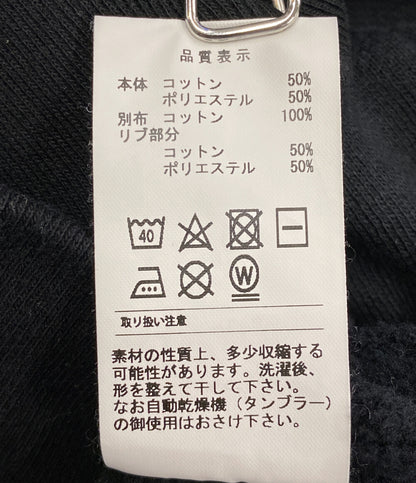 品質表示
本体 コットン 50%
ポリエステル 50%
別布 コットン 100%
リブ部分
コットン 50%
ポリエステル 50%
40
W
取り扱い注意
素材の性質上、多少収縮する
可能性があります。洗濯後、
形を整えて干して下さい。
なお自動乾燥機(タンブラー)
の御使用はおさけ下さい。